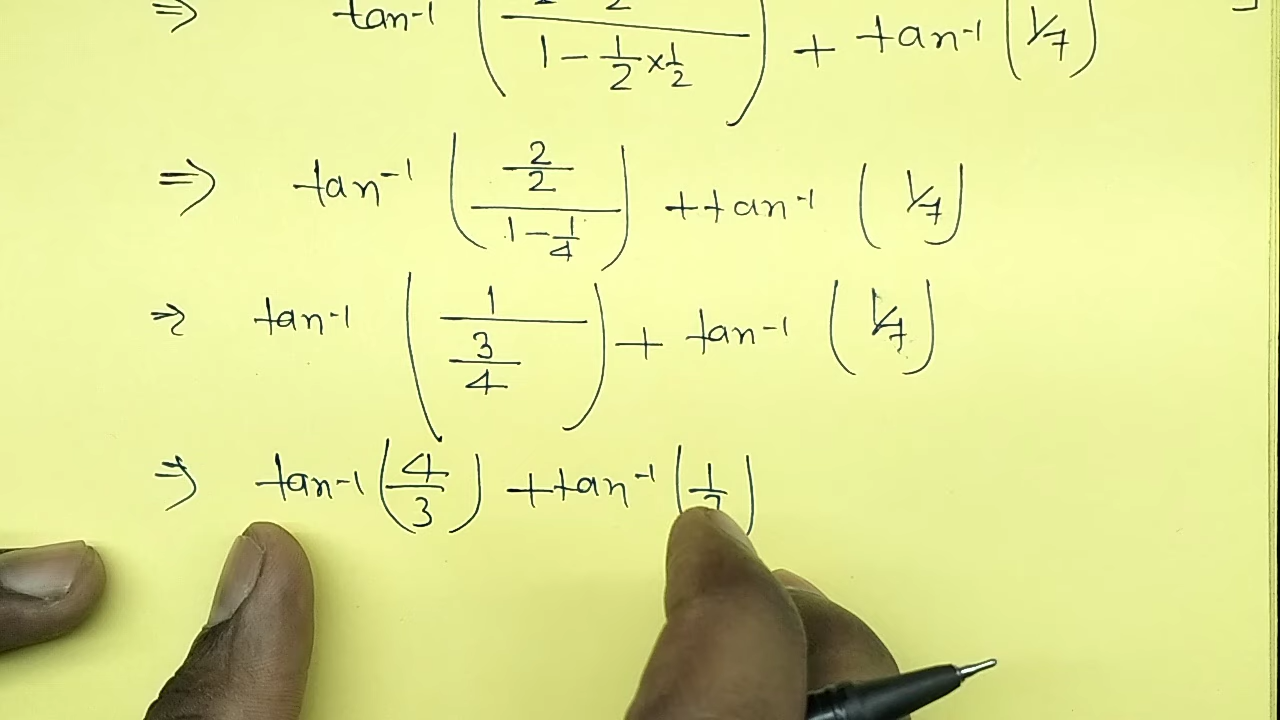 ⇒ tan⁻¹ (2 / 1 - 1/2 × 1/2) + tan⁻¹ (1/7)
⇒ tan⁻¹ ((2/2) / (1 - 1/4)) + tan⁻¹ (1/7)
⇒ tan⁻¹ (1 / (3/4)) + tan⁻¹ (1/7)
⇒ tan⁻¹ (4/3) + tan⁻¹ (1/7)